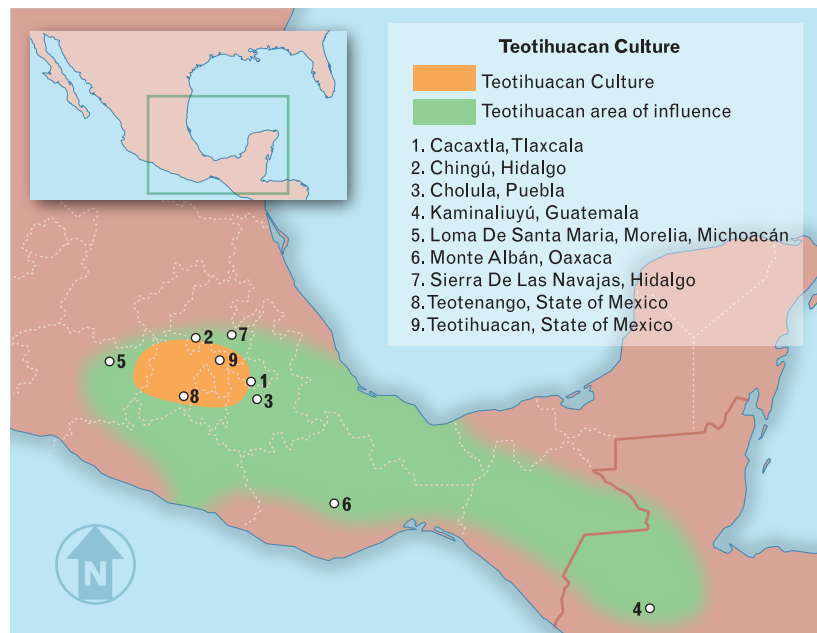 Teotihuacan Culture
Teotihuacan Culture
Teotihuacan area of influence
1. Cacaxtla, Tlaxcala
2. Chingú, Hidalgo
3. Cholula, Puebla
4. Kaminaliuyú, Guatemala
5. Loma De Santa Maria, Morelia, Michoacán
6. Monte Albán, Oaxaca
7. Sierra De Las Navajas, Hidalgo
8. Teotenango, State of Mexico
9. Teotihuacan, State of Mexico
2
7
5
9
1
8
3
6
N
4